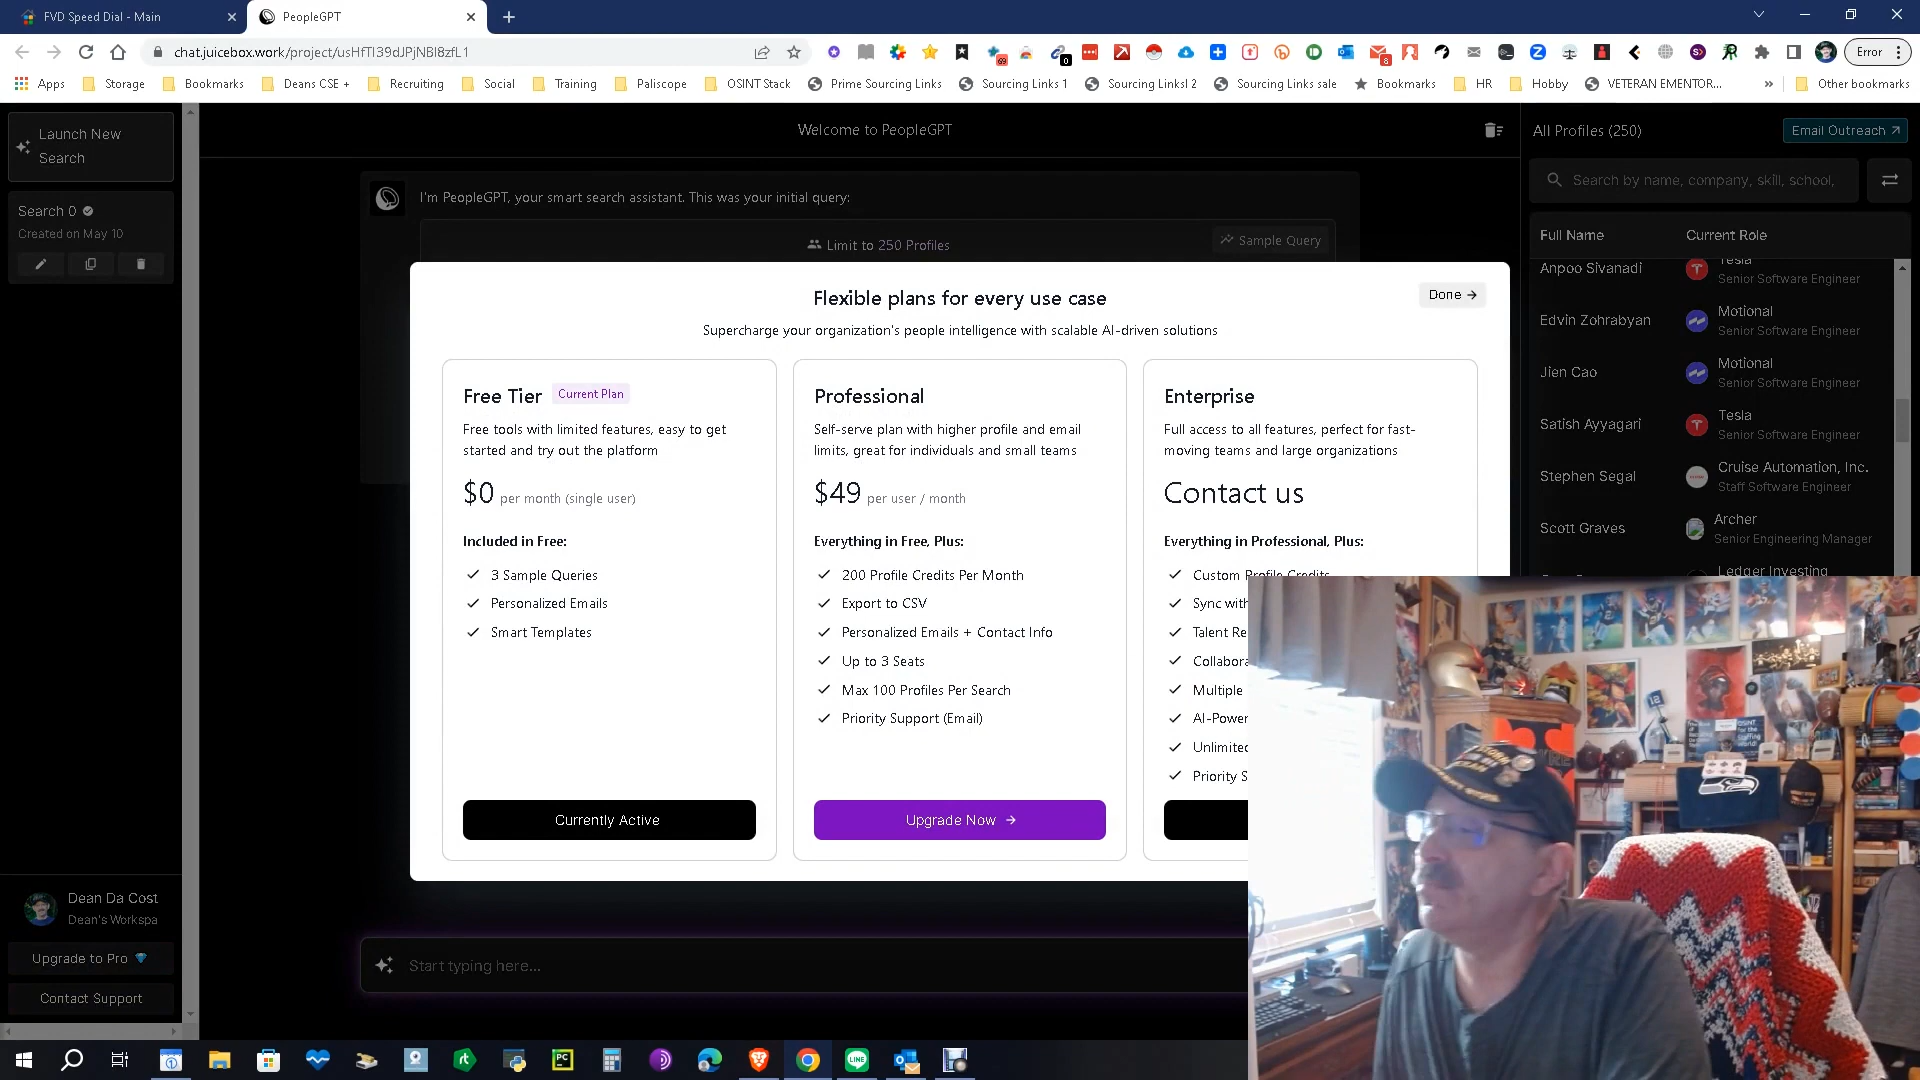 FVD Speed Dial - Main
PeopleGPT
chat.juicebox.work/project/usHfTI39dJPjNBI8zfL1
Error
Apps
Storage
Bookmarks
Deans CSE +
Recruiting
Social
Training
Paliscope
OSINT Stack
Prime Sourcing Links
Sourcing Links 1
Sourcing Linksl 2
Sourcing Links sale
Bookmarks
HR
Hobby
VETERAN EMENTOR...
Other bookmarks
Launch New
Search
Search 0
Created on May 10
Welcome to PeopleGPT
I'm PeopleGPT, your smart search assistant. This was your initial query:
Limit to 250 Profiles
Sample Query
Flexible plans for every use case
Done →
Supercharge your organization's people intelligence with scalable AI-driven solutions
Free Tier
Current Plan
Free tools with limited features, easy to get
started and try out the platform
$0 per month (single user)
Included in Free:
3 Sample Queries
Personalized Emails
Smart Templates
Currently Active
Professional
Self-serve plan with higher profile and email
limits, great for individuals and small teams
$49 per user / month
Everything in Free, Plus:
200 Profile Credits Per Month
Export to CSV
Personalized Emails + Contact Info
Up to 3 Seats
Max 100 Profiles Per Search
Priority Support (Email)
Upgrade Now →
Enterprise
Full access to all features, perfect for fast-
moving teams and large organizations
Contact us
Everything in Professional, Plus:
Custom Profile Credits
Sync with
Talent Re
Collabora
Multiple
AI-Power
Unlimited
Priority S
All Profiles (250)
Email Outreach
Search by name, company, skill, school,
Full Name
Current Role
Anpoo Sivanadi
Tesla
Senior Software Engineer
Edvin Zohrabyan
Motional
Senior Software Engineer
Jien Cao
Motional
Senior Software Engineer
Satish Ayyagari
Tesla
Senior Software Engineer
Stephen Segal
Cruise Automation, Inc.
Staff Software Engineer
Scott Graves
Archer
Senior Engineering Manager
Ledger Investing
Dean Da Cost
Dean's Workspa
Upgrade to Pro
Contact Support
Start typing here...